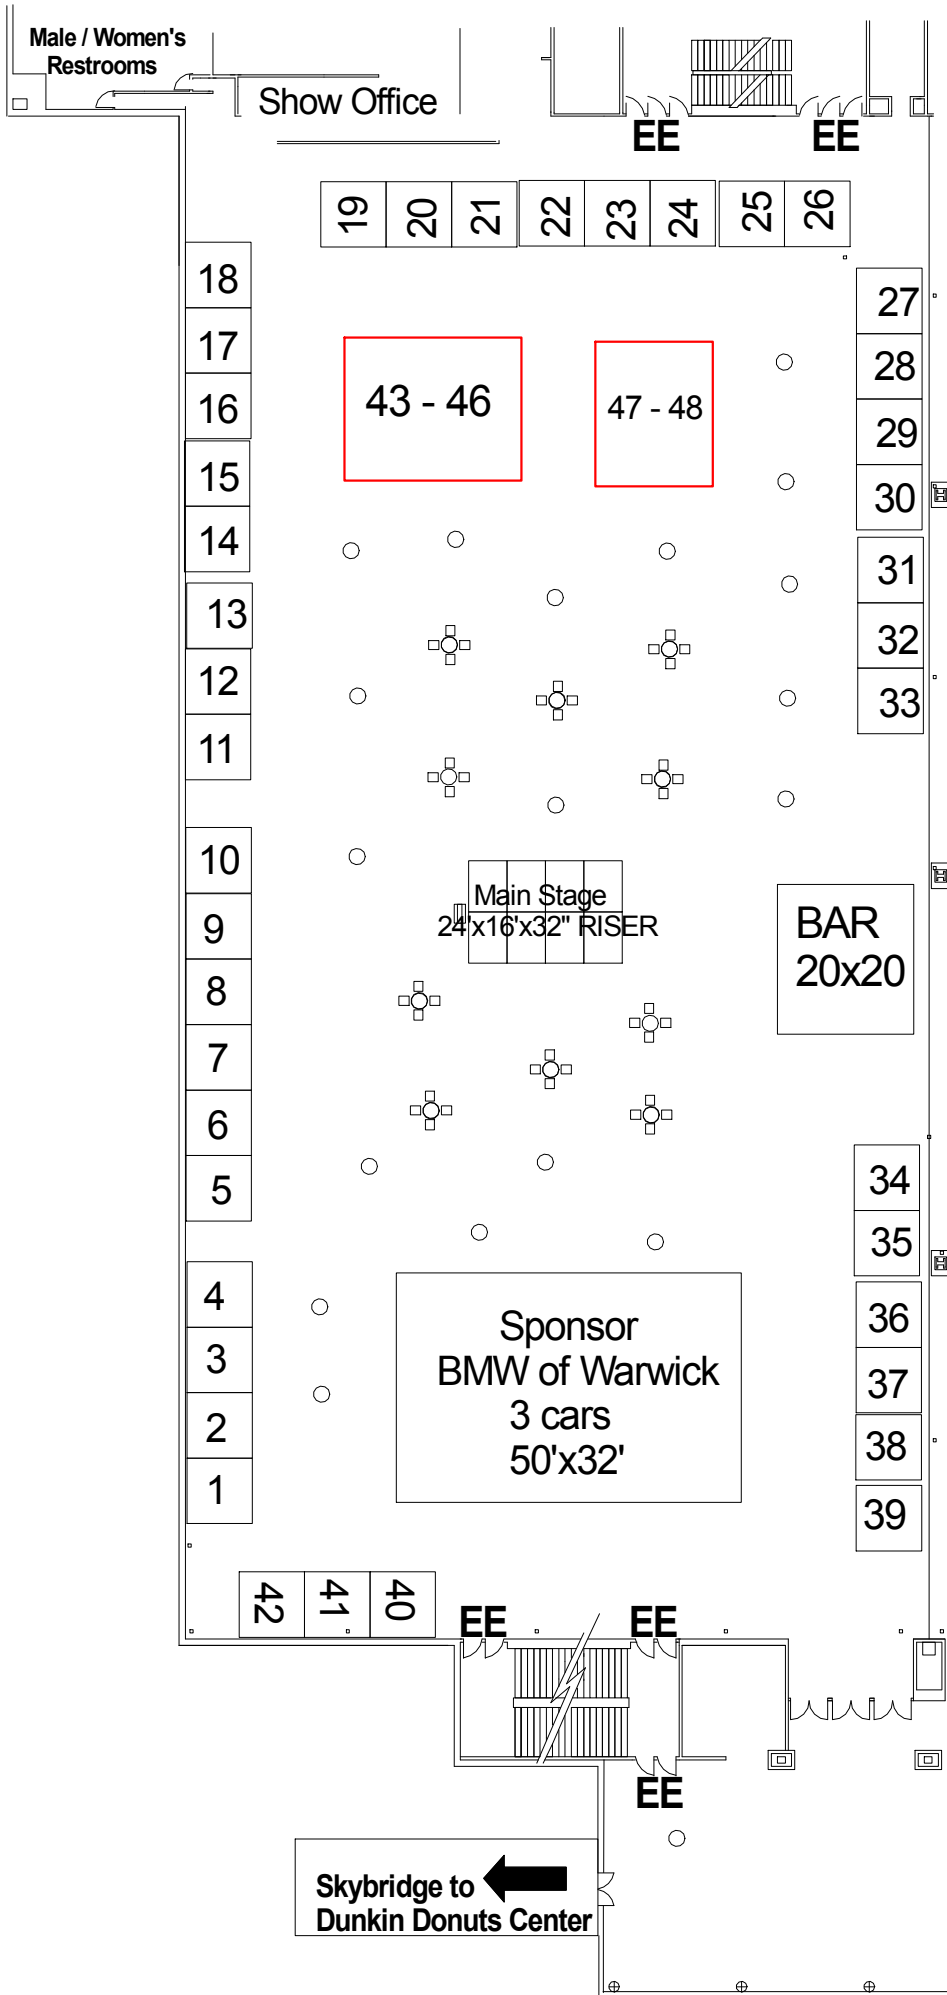 Male / Women's
Restrooms
Show Office
EE
EE
19
20
21
22
23
24
25
26
18
17
16
15
14
13
12
11
10
9
8
7
6
5
4
3
2
1
43 - 46
47 - 48
27
28
29
30
31
32
33
Main Stage
24'x16'x32" RISER
BAR
20x20
34
35
36
37
38
39
Sponsor
BMW of Warwick
3 cars
50'x32'
42
41
40
EE
EE
EE
Skybridge to
Dunkin Donuts Center